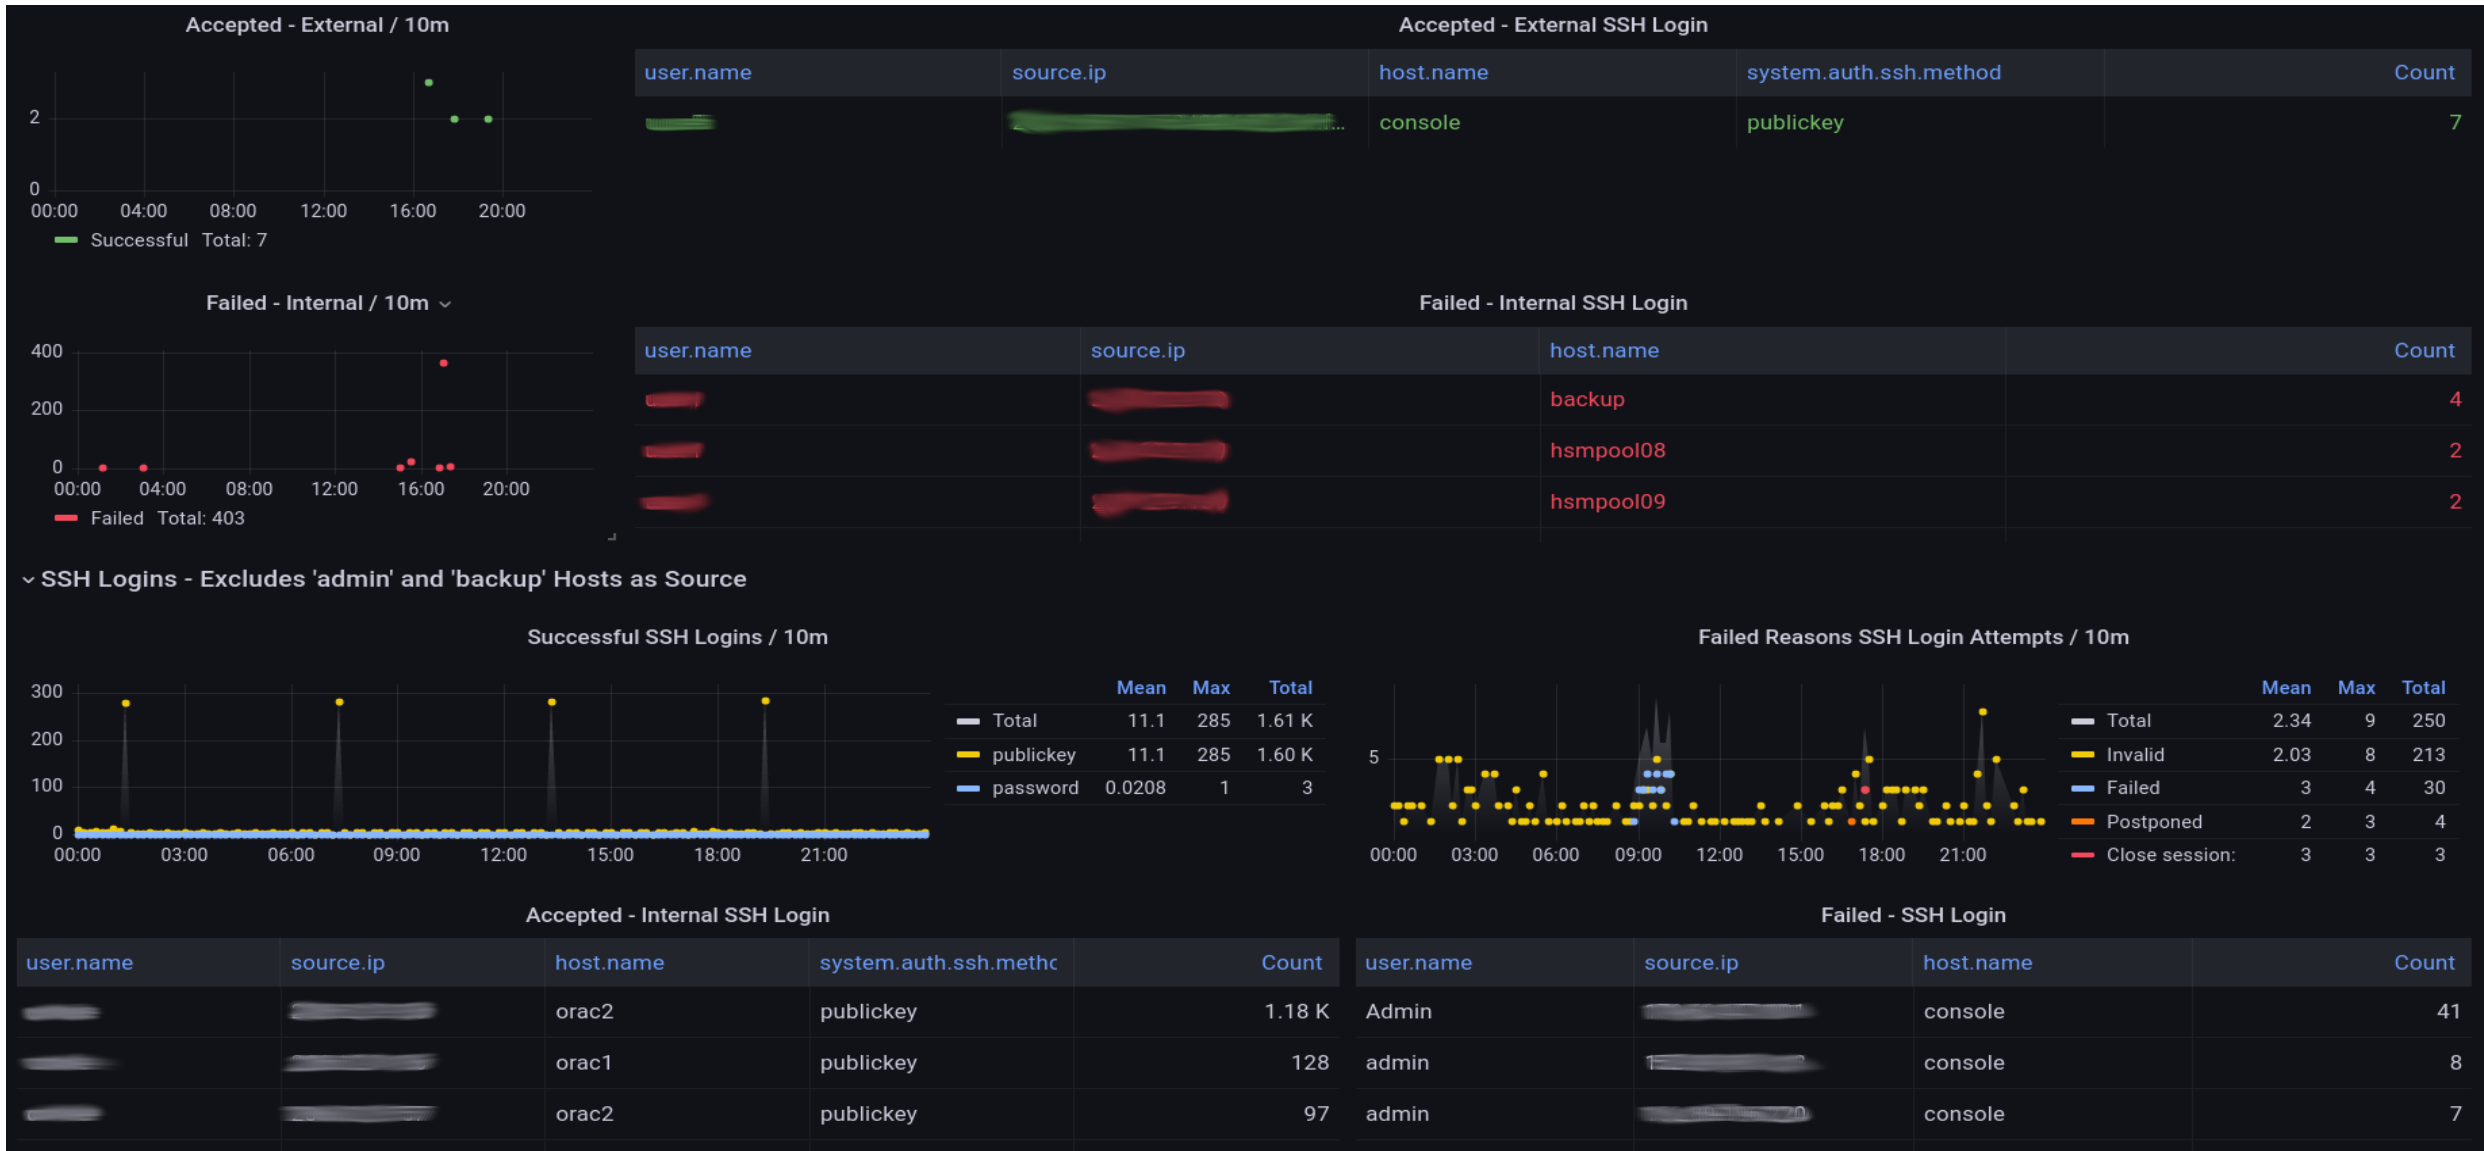 Accepted - External / 10m
2
0
00:00 04:00 08:00 12:00 16:00 20:00
Successful Total: 7
Accepted - External SSH Login
user.name source.ip host.name system.auth.ssh.method Count
... console publickey 7
Failed - Internal / 10m
400
200
0
00:00 04:00 08:00 12:00 16:00 20:00
Failed Total: 403
Failed - Internal SSH Login
user.name source.ip host.name Count
backup 4
hsmpool08 2
hsmpool09 2
SSH Logins - Excludes 'admin' and 'backup' Hosts as Source
Successful SSH Logins / 10m
300
200
100
0
00:00 03:00 06:00 09:00 12:00 15:00 18:00 21:00
Mean Max Total
Total 11.1 285 1.61 K
publickey 11.1 285 1.60 K
password 0.0208 1 3
Failed Reasons SSH Login Attempts / 10m
5
00:00 03:00 06:00 09:00 12:00 15:00 18:00 21:00
Mean Max Total
Total 2.34 9 250
Invalid 2.03 8 213
Failed 3 4 30
Postponed 2 3 4
Close session: 3 3 3
Accepted - Internal SSH Login
user.name source.ip host.name system.auth.ssh.methc Count
orac2 publickey 1.18 K
orac1 publickey 128
orac2 publickey 97
Failed - SSH Login
user.name source.ip host.name Count
Admin console 41
admin console 8
admin console 7